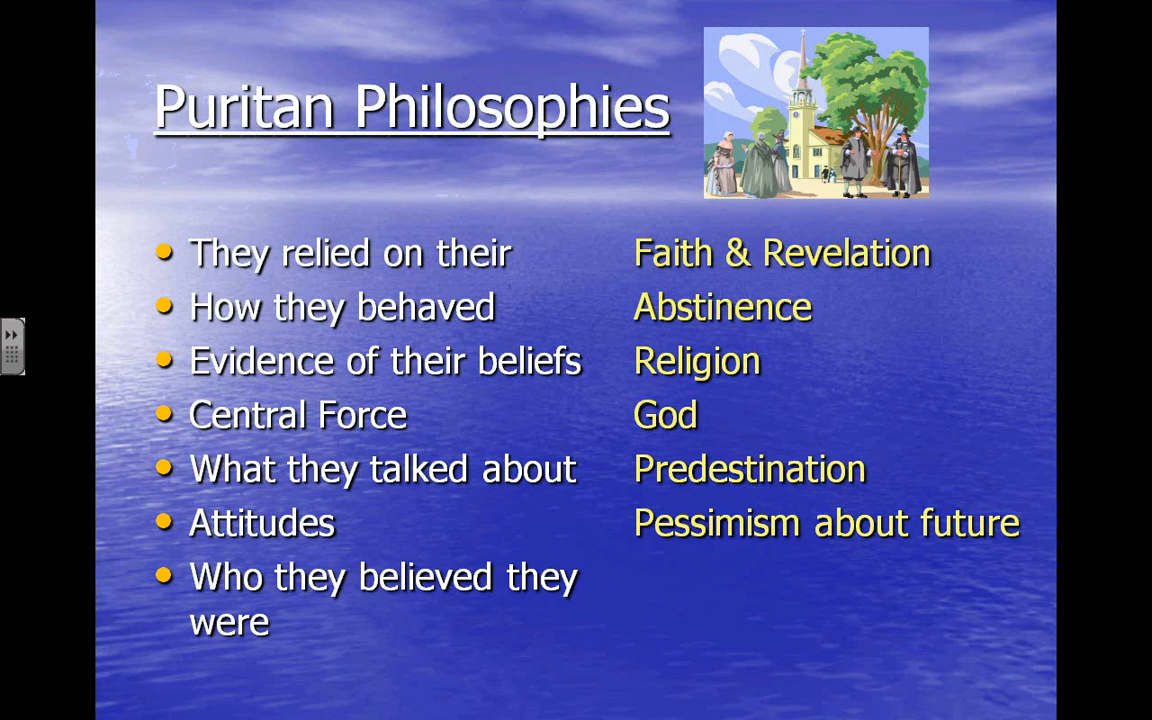 Puritan Philosophies
They relied on their Faith & Revelation
How they behaved Abstinence
Evidence of their beliefs Religion
Central Force God
What they talked about Predestination
Attitudes Pessimism about future
Who they believed they
were